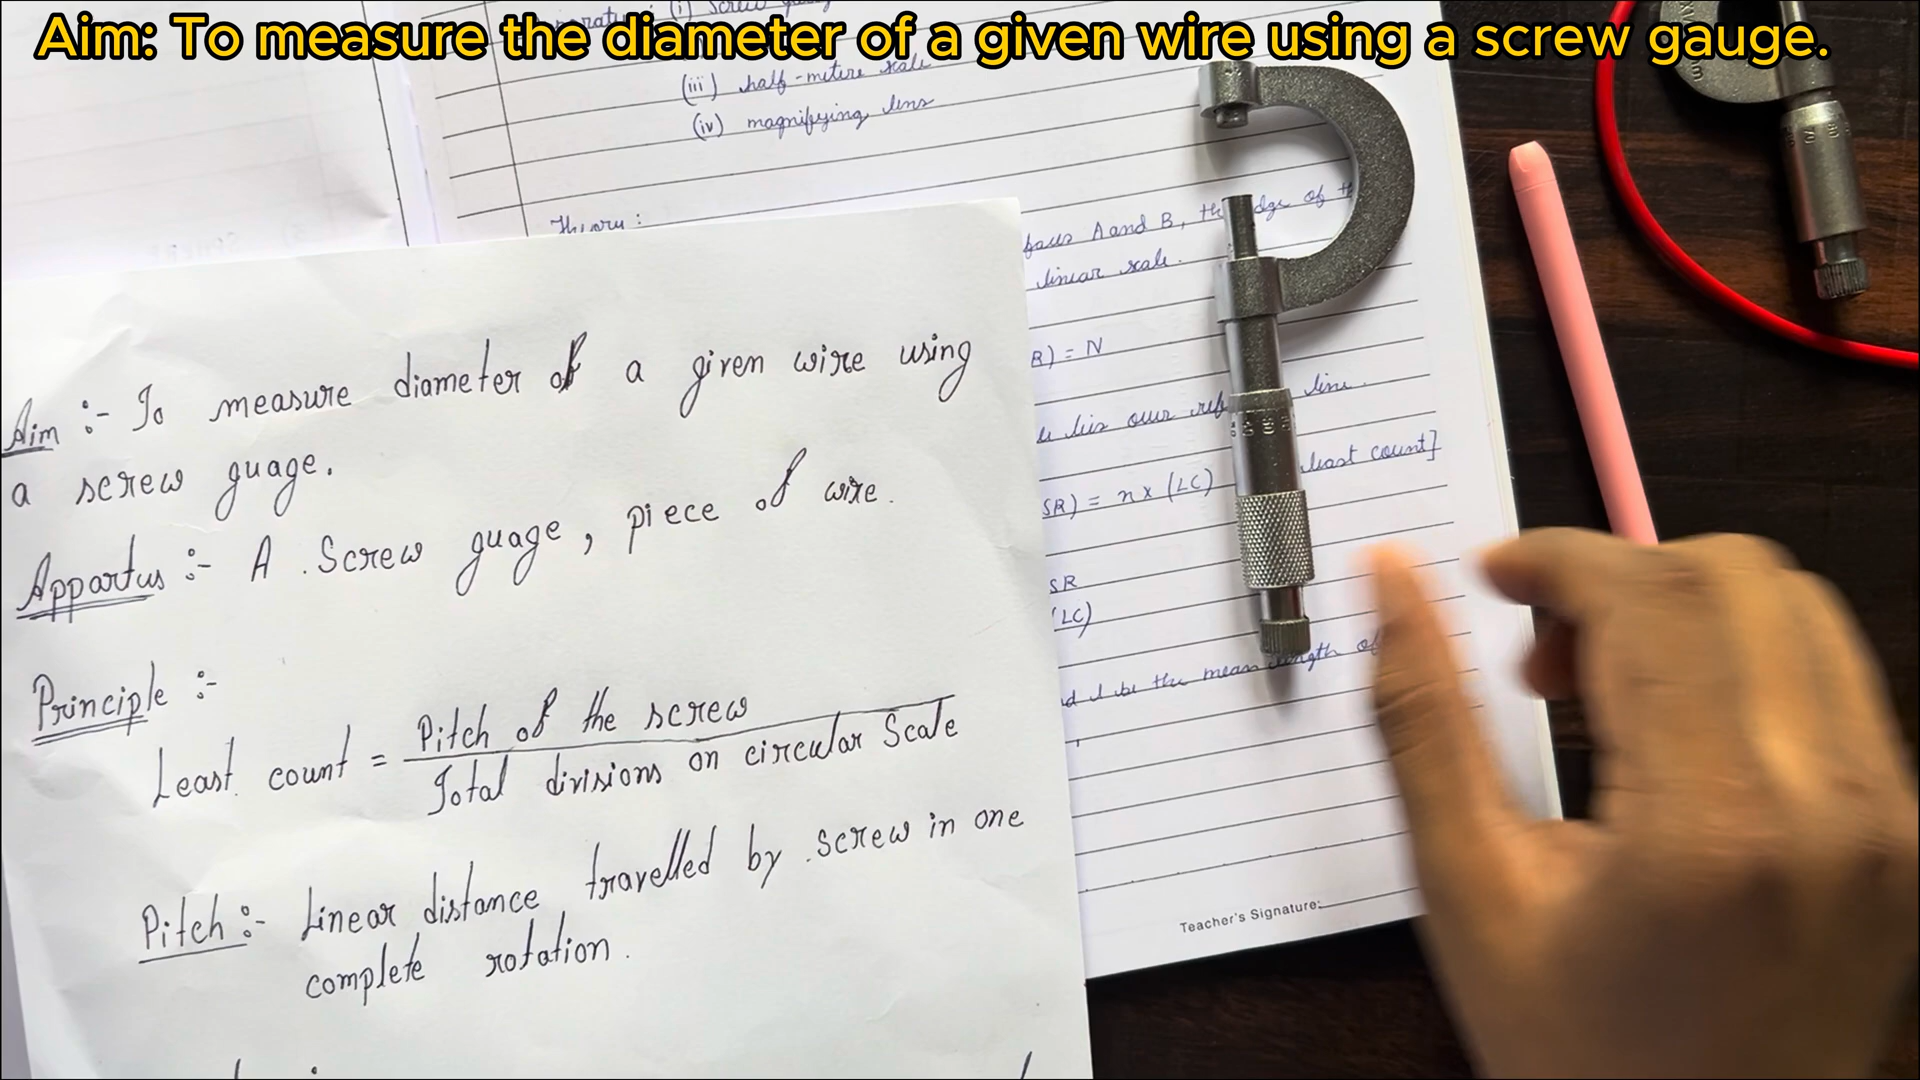 Aim: To measure the diameter of a given wire using a screw gauge.
(iii) half-metre scale
(iv) magnifying lens
Theory:
faces A and B, the edge of
linear scale.
R) = N
lies our line.
SR) = n x (LC) least count]
SR
(LC)
d l be the mean length of
Teacher's Signature:
Aim :- To measure diameter of a given wire using
a screw guage.
Appartus :- A Screw guage, piece of wire.
Principle :-
Least count = Pitch of the screw
Total divisions on circular Scale
Pitch :- Linear distance travelled by screw in one
complete rotation.